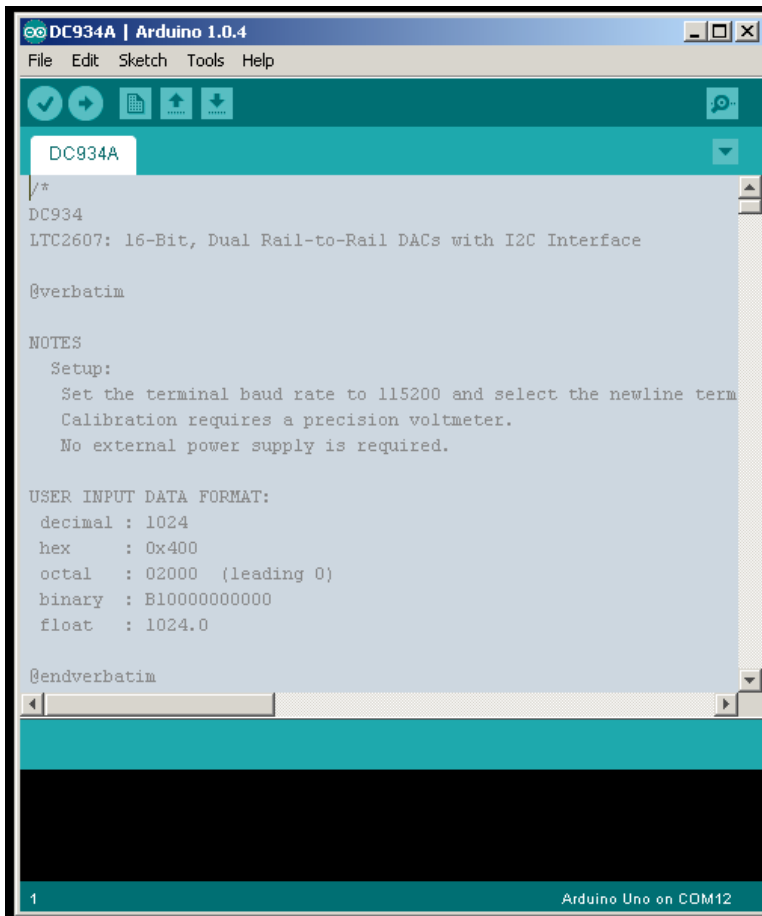 DC934A | Arduino 1.0.4
File Edit Sketch Tools Help
DC934A
/*
DC934
LTC2607: 16-Bit, Dual Rail-to-Rail DACs with I2C Interface
@verbatim
NOTES
Setup:
Set the terminal baud rate to 115200 and select the newline term
Calibration requires a precision voltmeter.
No external power supply is required.
USER INPUT DATA FORMAT:
decimal : 1024
hex : 0x400
octal : 02000 (leading 0)
binary : B10000000000
float : 1024.0
@endverbatim
1 Arduino Uno on COM12